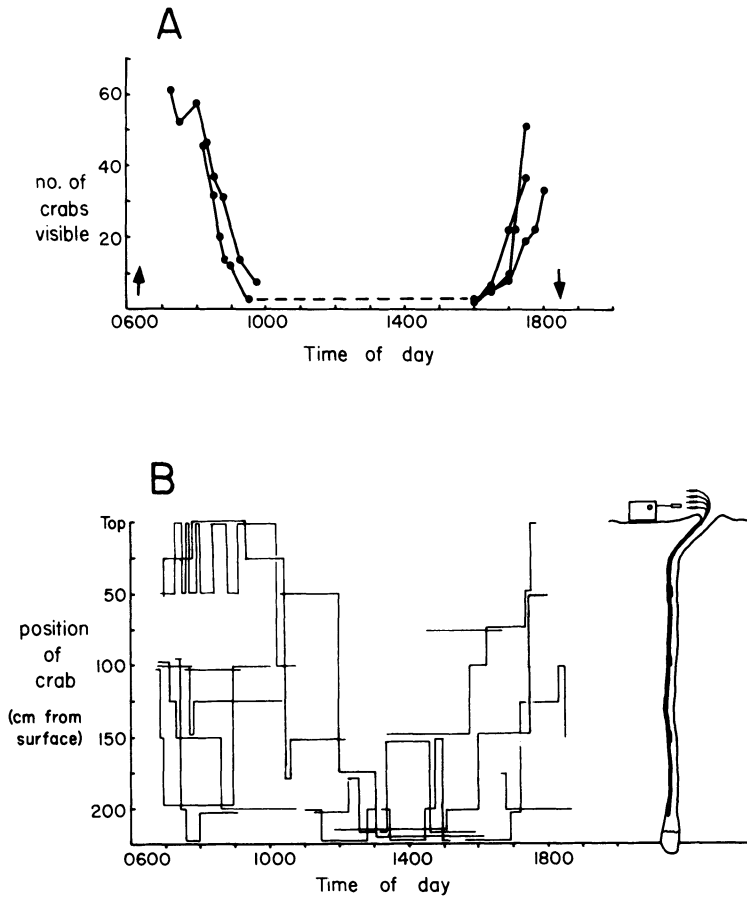 A
60
40
20
no. of
crabs
visible
0600 1000 1400 1800
Time of day
B
Top
50
100
150
200
position
of
crab
(cm from
surface)
0600 1000 1400 1800
Time of day